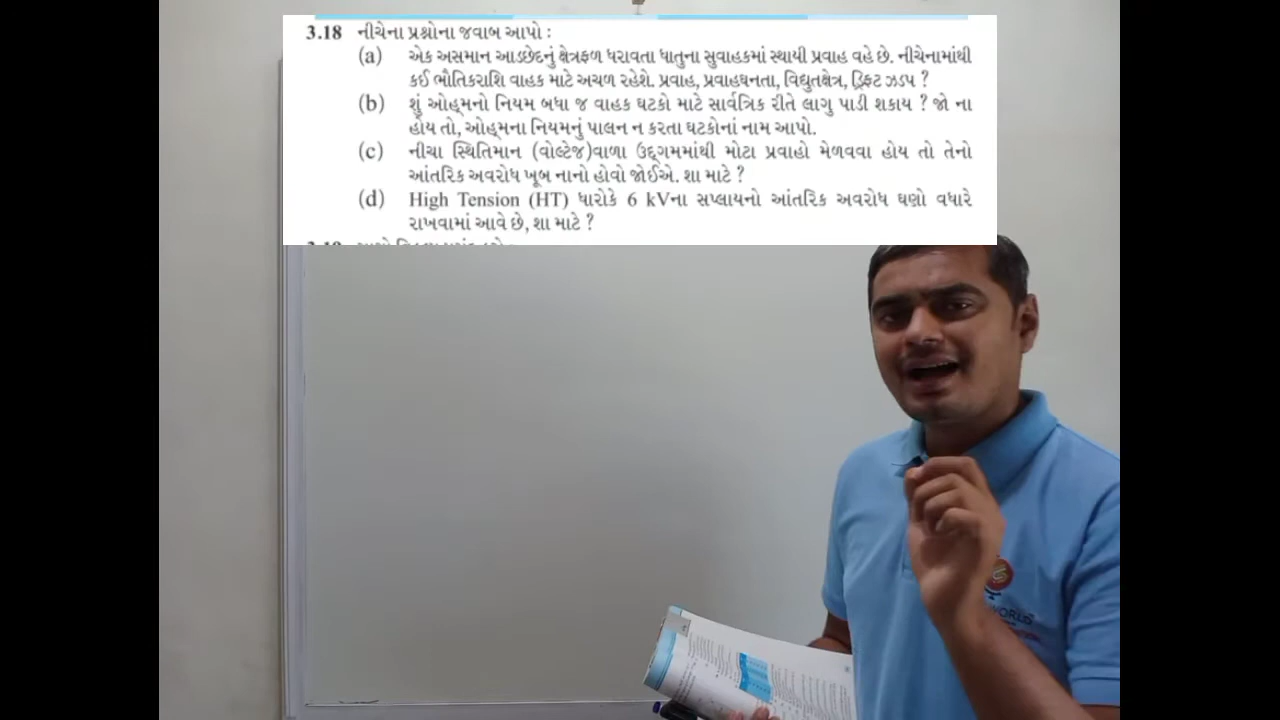 3.18 નીચેના પ્રશ્નોના જવાબ આપો :
(a) એક અસમાન આડછેદનું ક્ષેત્રફળ ધરાવતા ધાતુના સુવાહકમાં સ્થાયી પ્રવાહ વહે છે. નીચેનામાંથી
કઈ ભૌતિકરાશિ વાહક માટે અચળ રહેશે. પ્રવાહ, પ્રવાહઘનતા, વિદ્યુતક્ષેત્ર, ડ્રિફ્ટ ઝડપ ?
(b) શું ઓહ્‌મનો નિયમ બધા જ વાહક ઘટકો માટે સાર્વત્રિક રીતે લાગુ પાડી શકાય ? જો ના
હોય તો, ઓહ્‌મના નિયમનું પાલન ન કરતા ઘટકોનાં નામ આપો.
(c) નીચા સ્થિતિમાન (વોલ્ટેજ)વાળા ઉદ્‌ગમમાંથી મોટા પ્રવાહો મેળવવા હોય તો તેનો
આંતરિક અવરોધ ખૂબ નાનો હોવો જોઈએ. શા માટે ?
(d) High Tension (HT) ધારોકે 6 kVના સપ્લાયનો આંતરિક અવરોધ ઘણો વધારે
રાખવામાં આવે છે, શા માટે ?
WORLD